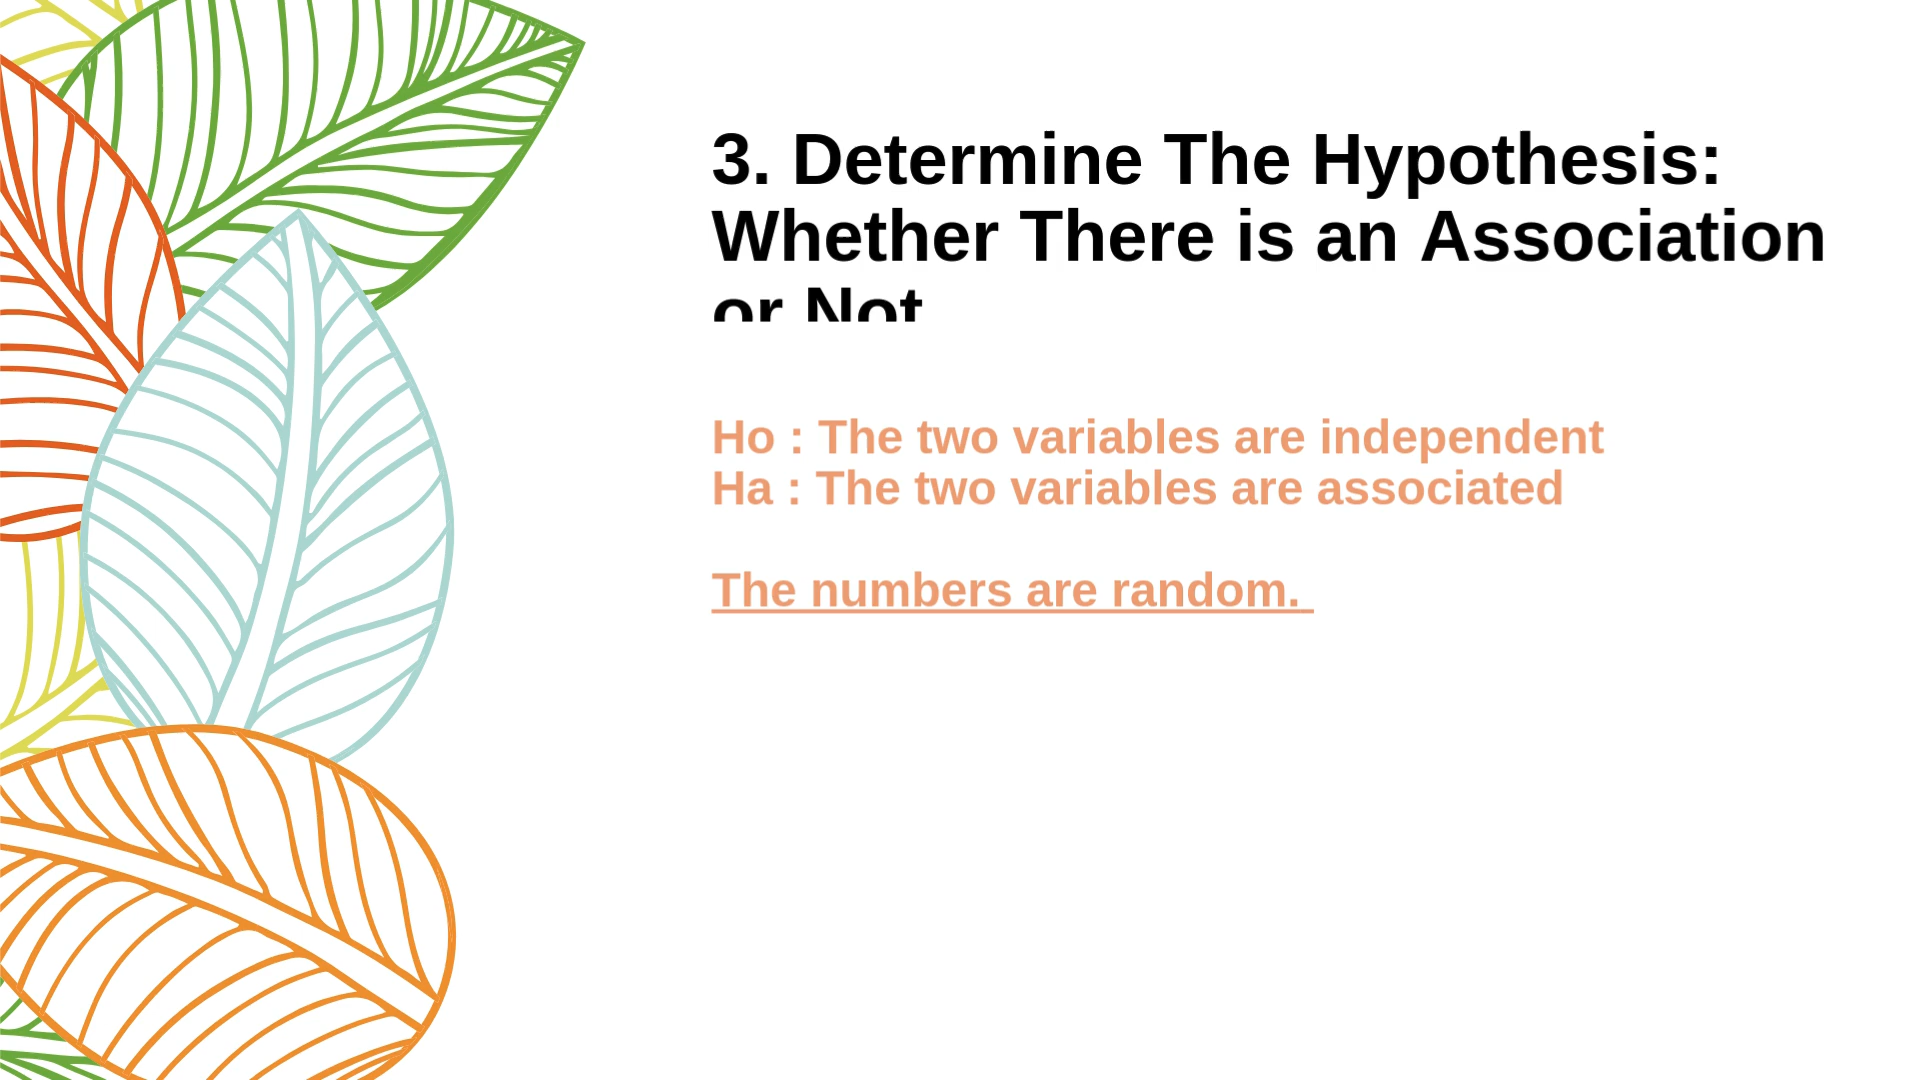 3. Determine The Hypothesis:
Whether There is an Association
or Not
Ho : The two variables are independent
Ha : The two variables are associated
The numbers are random.